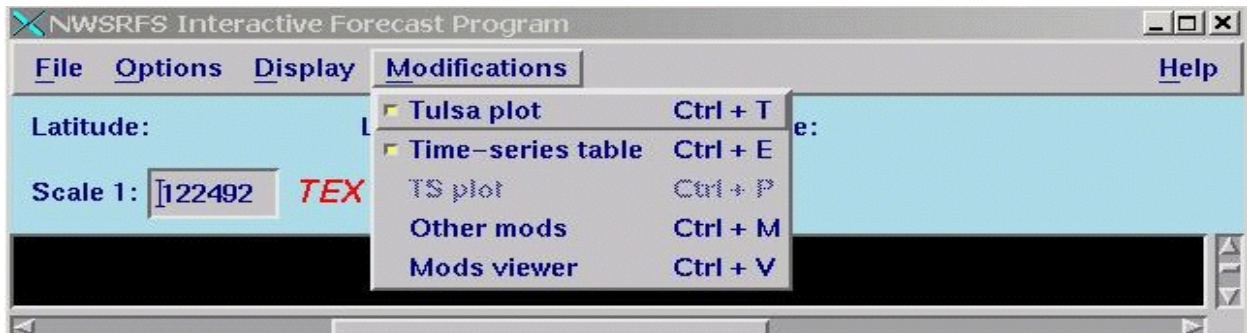 NWSRFS Interactive Forecast Program
File Options Display Modifications Help
Tulsa plot Ctrl + T
Latitude: L e:
Time-series table Ctrl + E
Scale 1: 122492 TEX
TS plot Ctrl + P
Other mods Ctrl + M
Mods viewer Ctrl + V